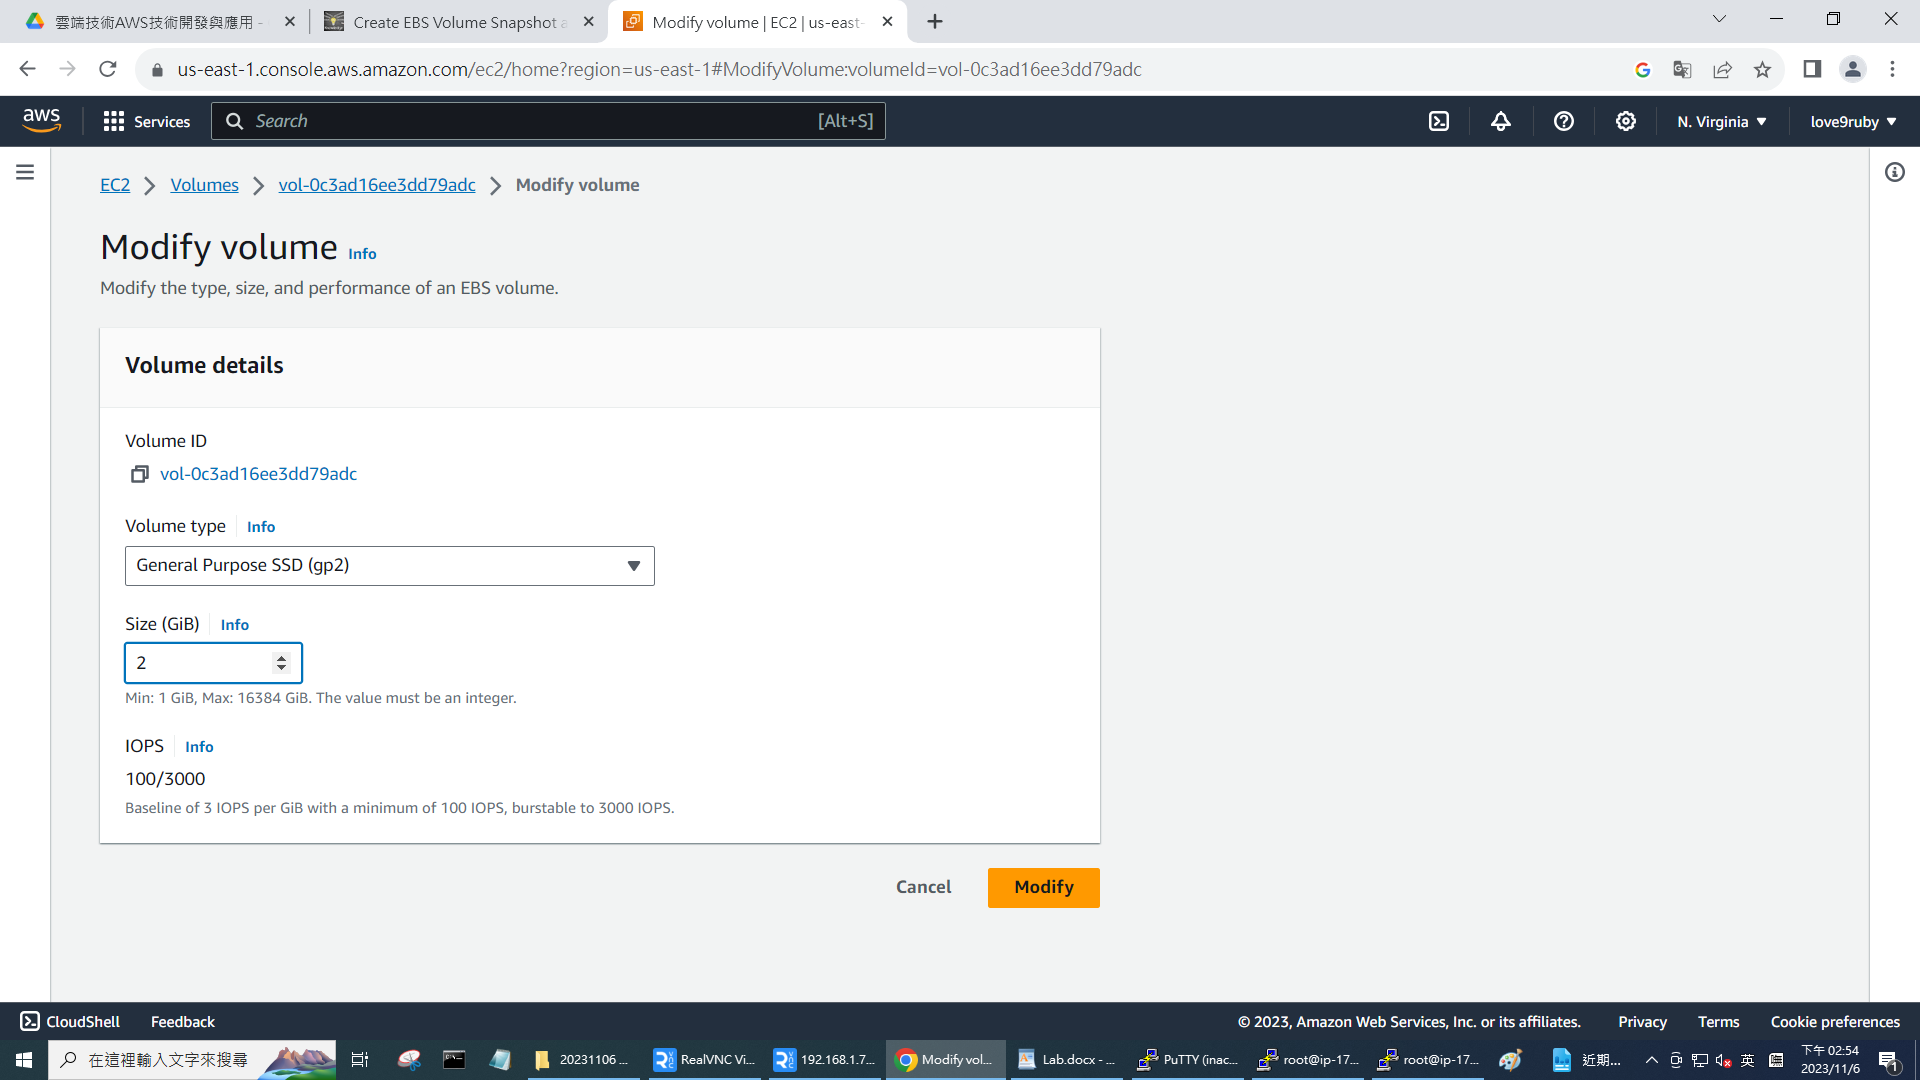 雲端技術AWS技術開發與應用 -
Create EBS Volume Snapshot a
Modify volume | EC2 | us-east-
us-east-1.console.aws.amazon.com/ec2/home?region=us-east-1#ModifyVolume:volumeId=vol-0c3ad16ee3dd79adc
aws
Services
Search
[Alt+S]
N. Virginia
love9ruby
EC2
Volumes
vol-0c3ad16ee3dd79adc
Modify volume
Modify volume Info
Modify the type, size, and performance of an EBS volume.
Volume details
Volume ID
vol-0c3ad16ee3dd79adc
Volume type Info
General Purpose SSD (gp2)
Size (GiB) Info
2
Min: 1 GiB, Max: 16384 GiB. The value must be an integer.
IOPS Info
100/3000
Baseline of 3 IOPS per GiB with a minimum of 100 IOPS, burstable to 3000 IOPS.
Cancel
Modify
CloudShell
Feedback
© 2023, Amazon Web Services, Inc. or its affiliates.
Privacy
Terms
Cookie preferences
在這裡輸入文字來搜尋
20231106 ...
RealVNC Vi...
192.168.1.7...
Modify vol...
Lab.docx - ...
PuTTY (inac...
root@ip-17...
root@ip-17...
近期...
英
下午 02:54
2023/11/6
1